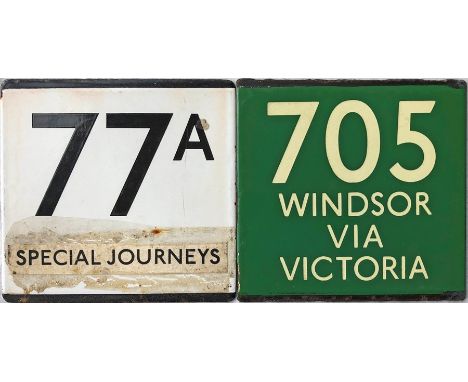 77A
SPECIAL JOURNEYS
705
WINDSOR
VIA
VICTORIA